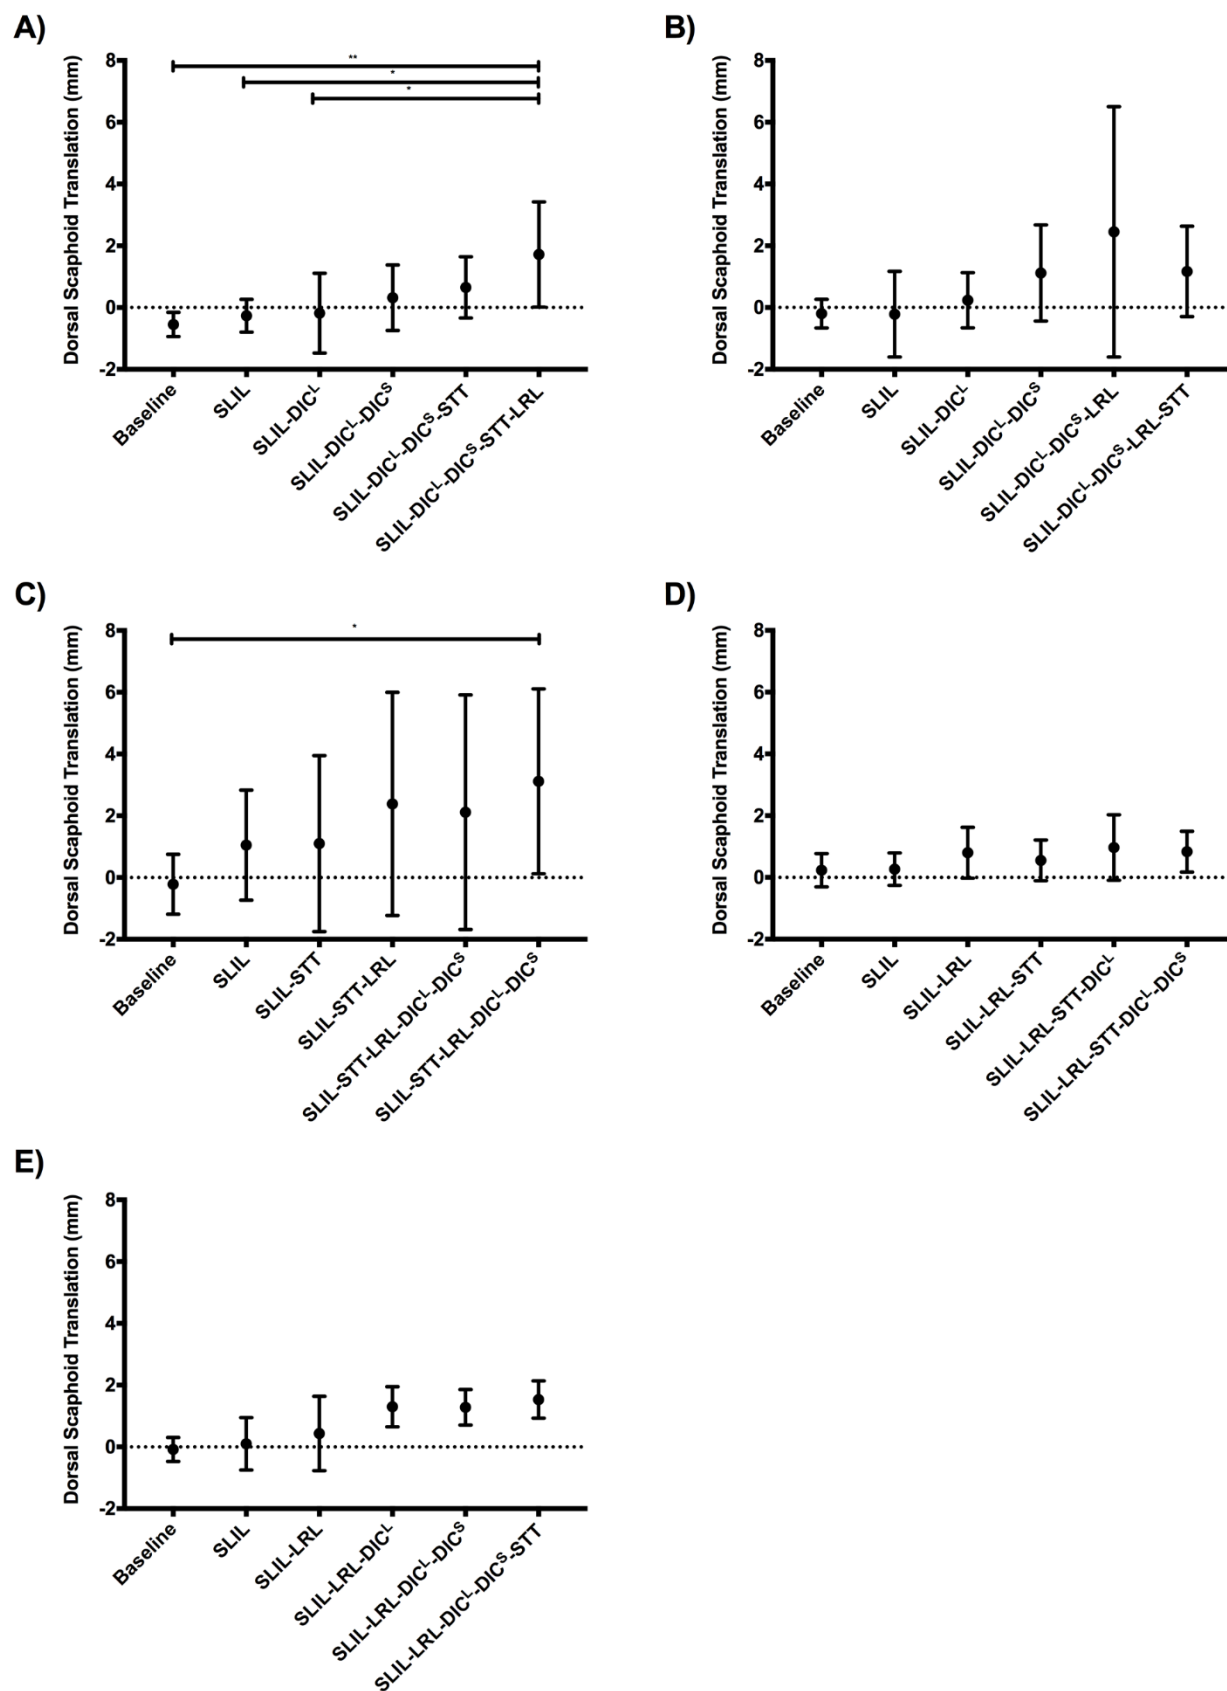 A)
Dorsal Scaphoid Translation (mm)
8
6
4
2
0
-2
**
*
*
Baseline
SLIL
SLIL-DICᴸ
SLIL-DICᴸ-DICˢ
SLIL-DICᴸ-DICˢ-STT
SLIL-DICᴸ-DICˢ-STT-LRL
B)
Dorsal Scaphoid Translation (mm)
8
6
4
2
0
-2
Baseline
SLIL
SLIL-DICᴸ
SLIL-DICᴸ-DICˢ
SLIL-DICᴸ-DICˢ-LRL
SLIL-DICᴸ-DICˢ-LRL-STT
C)
Dorsal Scaphoid Translation (mm)
8
6
4
2
0
-2
*
Baseline
SLIL
SLIL-STT
SLIL-STT-LRL
SLIL-STT-LRL-DICᴸ-DICˢ
SLIL-STT-LRL-DICᴸ-DICˢ
D)
Dorsal Scaphoid Translation (mm)
8
6
4
2
0
-2
Baseline
SLIL
SLIL-LRL
SLIL-LRL-STT
SLIL-LRL-STT-DICᴸ
SLIL-LRL-STT-DICᴸ-DICˢ
E)
Dorsal Scaphoid Translation (mm)
8
6
4
2
0
-2
Baseline
SLIL
SLIL-LRL
SLIL-LRL-DICᴸ
SLIL-LRL-DICᴸ-DICˢ
SLIL-LRL-DICᴸ-DICˢ-STT